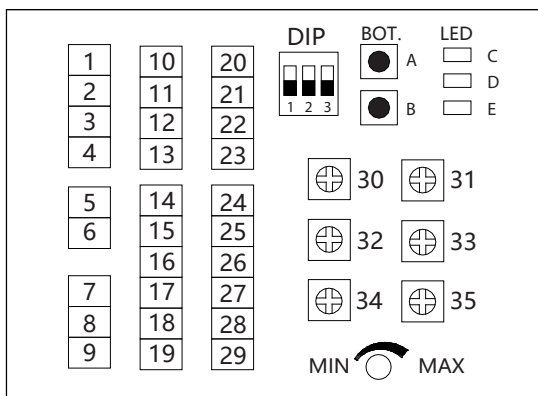 DIP BOT. LED
1 10 20 A C
2 11 21 D
3 12 22 1 2 3 B E
4 13 23
30 31
5 14 24
6 15 25 32 33
16 26
7 17 27 34 35
8 18 28
9 19 29 MIN MAX